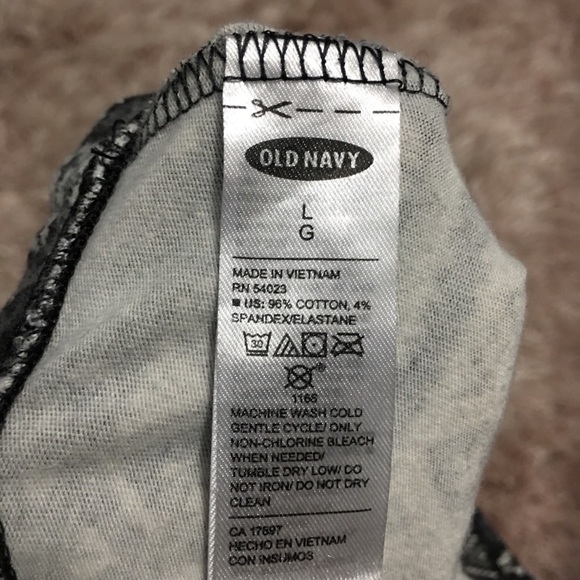 OLD NAVY
L
G
MADE IN VIETNAM
RN 54023
US: 96% COTTON, 4%
SPANDEX/ELASTANE
30
®
1166
MACHINE WASH COLD
GENTLE CYCLE/ ONLY
NON-CHLORINE BLEACH
WHEN NEEDED/
TUMBLE DRY LOW/ DO
NOT IRON/ DO NOT DRY
CLEAN
CA 17697
HECHO EN VIETNAM
CON INSUMOS